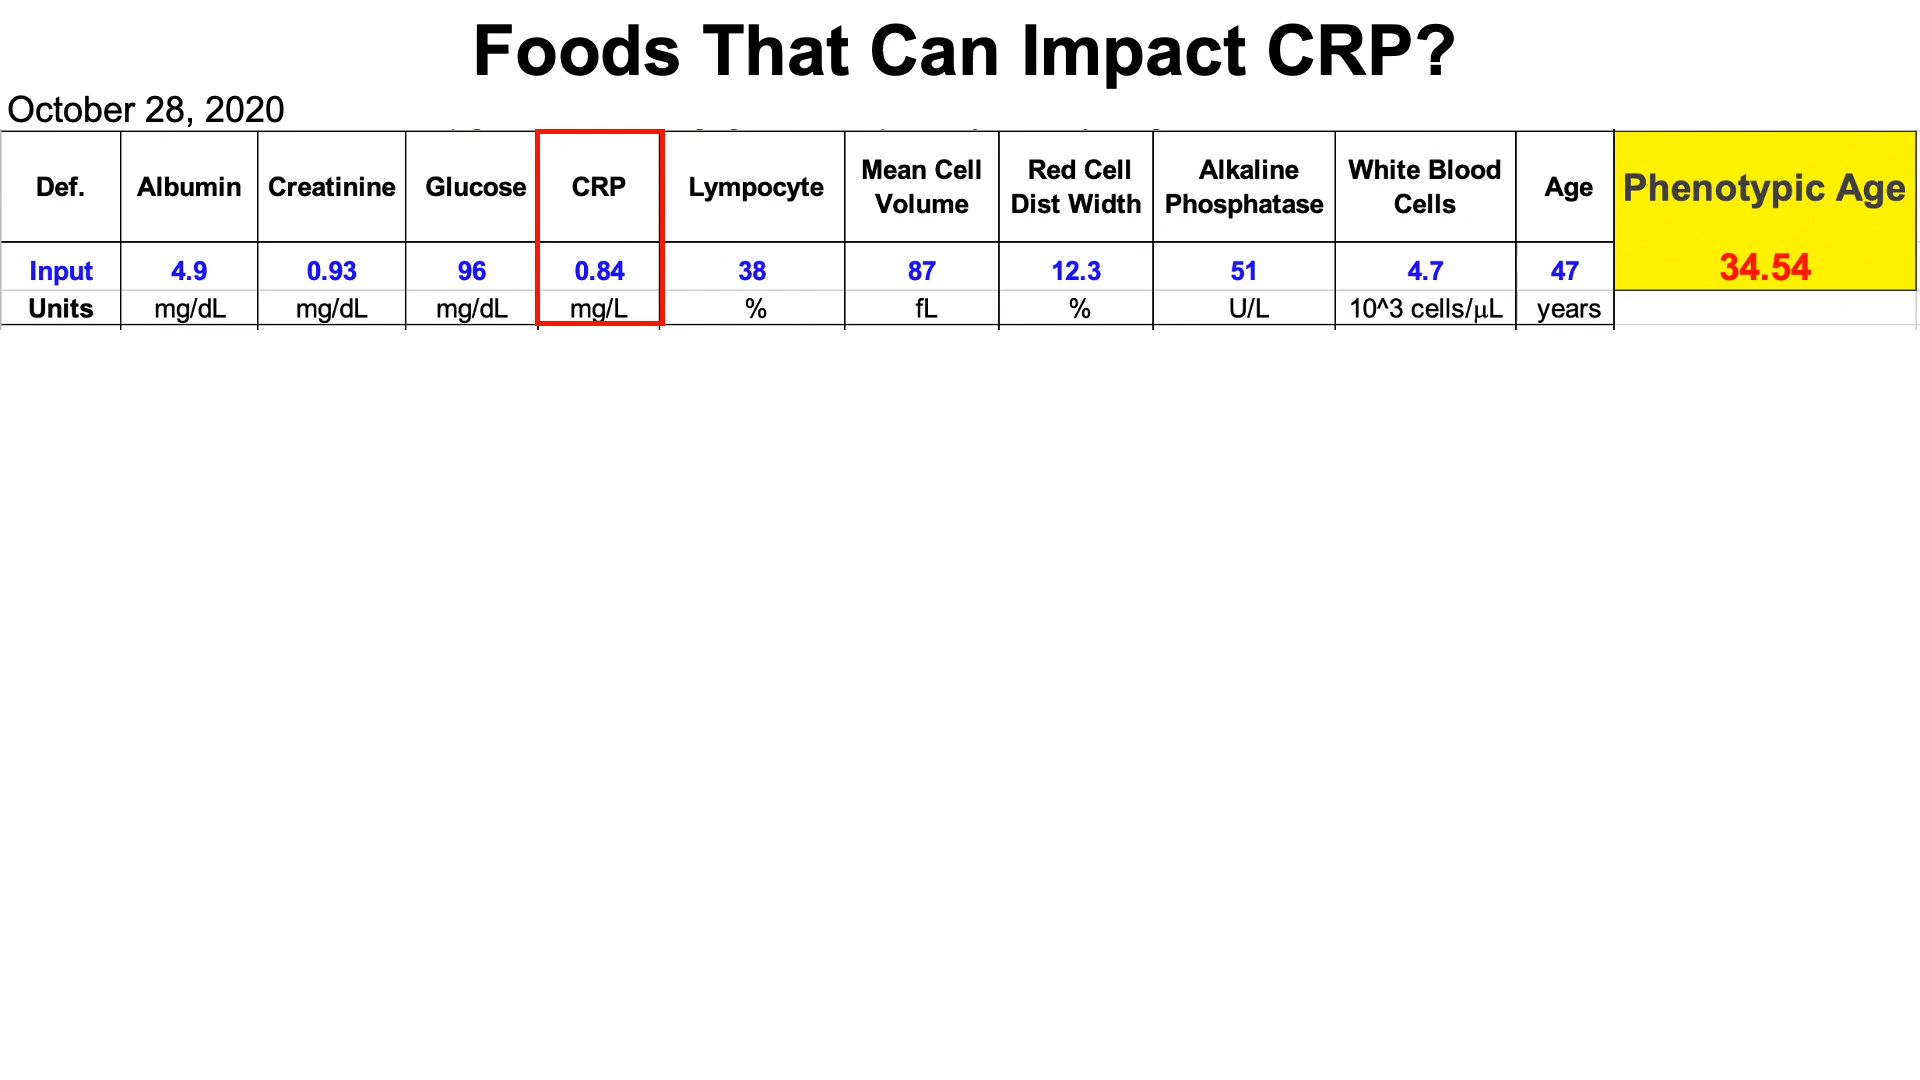 Foods That Can Impact CRP?
October 28, 2020
Def. Albumin Creatinine Glucose CRP Lympocyte Mean Cell Volume Red Cell Dist Width Alkaline Phosphatase White Blood Cells Age Phenotypic Age
Input 4.9 0.93 96 0.84 38 87 12.3 51 4.7 47 34.54
Units mg/dL mg/dL mg/dL mg/L % fL % U/L 10^3 cells/μL years